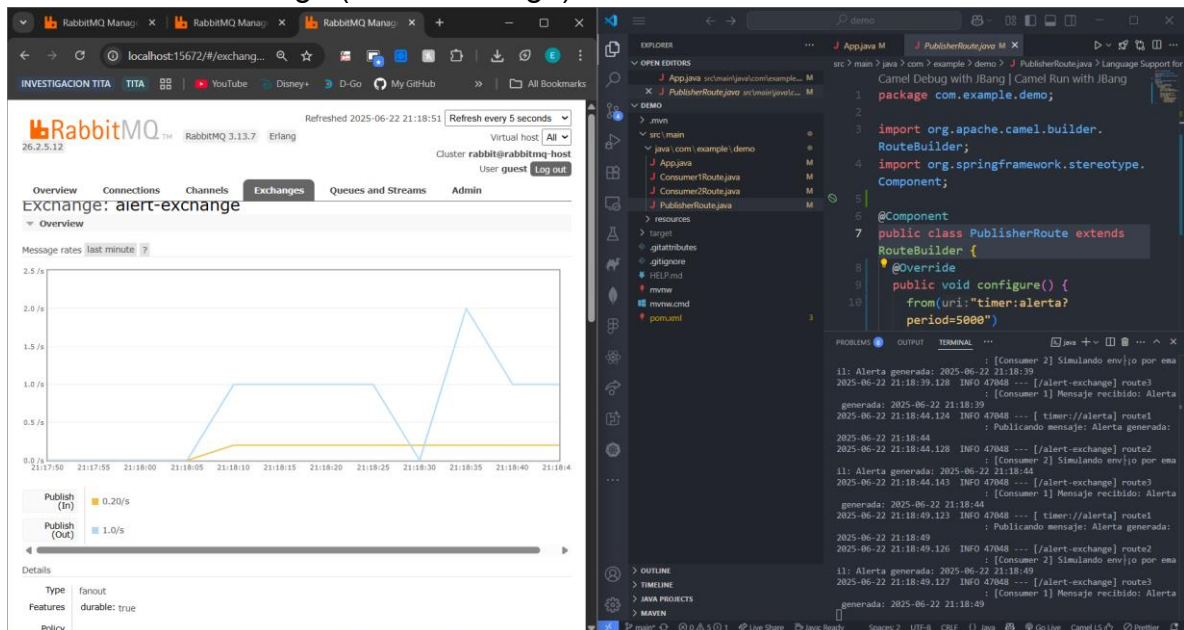 RabbitMQ Manag
RabbitMQ Manag
RabbitMQ Manag
localhost:15672/#/exchang...
INVESTIGACION TITA
TITA
YouTube
Disney+
D-Go
My GitHub
All Bookmarks
Refreshed 2025-06-22 21:18:51
Refresh every 5 seconds
RabbitMQ TM
RabbitMQ 3.13.7 Erlang
26.2.5.12
Virtual host All
Cluster rabbit@rabbitmq-host
User guest Log out
Overview Connections Channels Exchanges Queues and Streams Admin
Exchange: alert-exchange
Overview
Message rates last minute ?
2.5 /s
2.0 /s
1.5 /s
1.0 /s
0.5 /s
0.0 /s
21:17:50 21:17:55 21:18:00 21:18:05 21:18:10 21:18:15 21:18:20 21:18:25 21:18:30 21:18:35 21:18:40 21:18:4
Publish (In) 0.20/s
Publish (Out) 1.0/s
Details
Type fanout
Features durable: true
Policy
demo
EXPLORER
OPEN EDITORS
App.java src\main\java\com\example... M
PublisherRoute.java src\main\java\c... M
DEMO
.mvn
src\main
java\com\example\demo
App.java M
Consumer1Route.java M
Consumer2Route.java M
PublisherRoute.java M
resources
target
.gitattributes
.gitignore
HELP.md
mvnw
mvnw.cmd
pom.xml 3
OUTLINE
TIMELINE
JAVA PROJECTS
MAVEN
App.java M
PublisherRoute.java M
src > main > java > com > example > demo > PublisherRoute.java > Language Support for
Camel Debug with JBang | Camel Run with JBang
1 package com.example.demo;
2
3 import org.apache.camel.builder.
RouteBuilder;
4 import org.springframework.stereotype.
Component;
5
6 @Component
7 public class PublisherRoute extends
RouteBuilder {
8 @Override
9 public void configure() {
10 from(uri:"timer:alerta?
period=5000")
PROBLEMS 6 OUTPUT TERMINAL
java
: [Consumer 2] Simulando env├¡o por ema
il: Alerta generada: 2025-06-22 21:18:39
2025-06-22 21:18:39.128 INFO 47048 --- [/alert-exchange] route3
: [Consumer 1] Mensaje recibido: Alerta
generada: 2025-06-22 21:18:39
2025-06-22 21:18:44.124 INFO 47048 --- [ timer://alerta] route1
: Publicando mensaje: Alerta generada:
2025-06-22 21:18:44
2025-06-22 21:18:44.128 INFO 47048 --- [/alert-exchange] route2
: [Consumer 2] Simulando env├¡o por ema
il: Alerta generada: 2025-06-22 21:18:44
2025-06-22 21:18:44.143 INFO 47048 --- [/alert-exchange] route3
: [Consumer 1] Mensaje recibido: Alerta
generada: 2025-06-22 21:18:44
2025-06-22 21:18:49.123 INFO 47048 --- [ timer://alerta] route1
: Publicando mensaje: Alerta generada:
2025-06-22 21:18:49
2025-06-22 21:18:49.126 INFO 47048 --- [/alert-exchange] route2
: [Consumer 2] Simulando env├¡o por ema
il: Alerta generada: 2025-06-22 21:18:49
2025-06-22 21:18:49.127 INFO 47048 --- [/alert-exchange] route3
: [Consumer 1] Mensaje recibido: Alerta
generada: 2025-06-22 21:18:49
main* 0 5 1 Live Share Java: Ready Spaces: 2 UTF-8 CRLF {} Java Go Live Camel LS Prettier